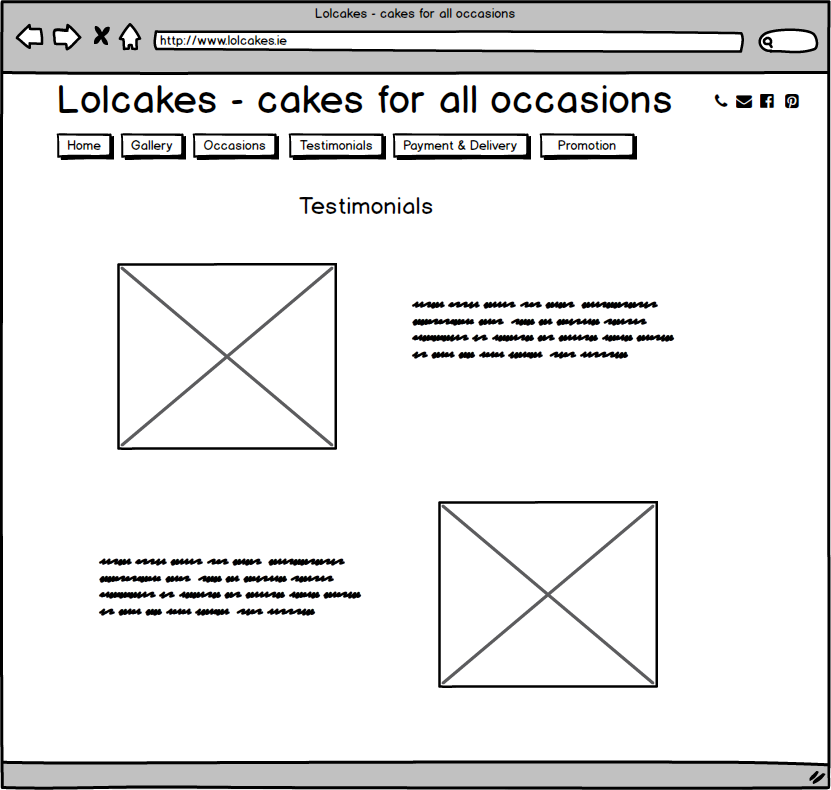 Lolcakes - cakes for all occasions
http://www.lolcakes.ie
Lolcakes - cakes for all occasions
Home Gallery Occasions Testimonials Payment & Delivery Promotion
Testimonials